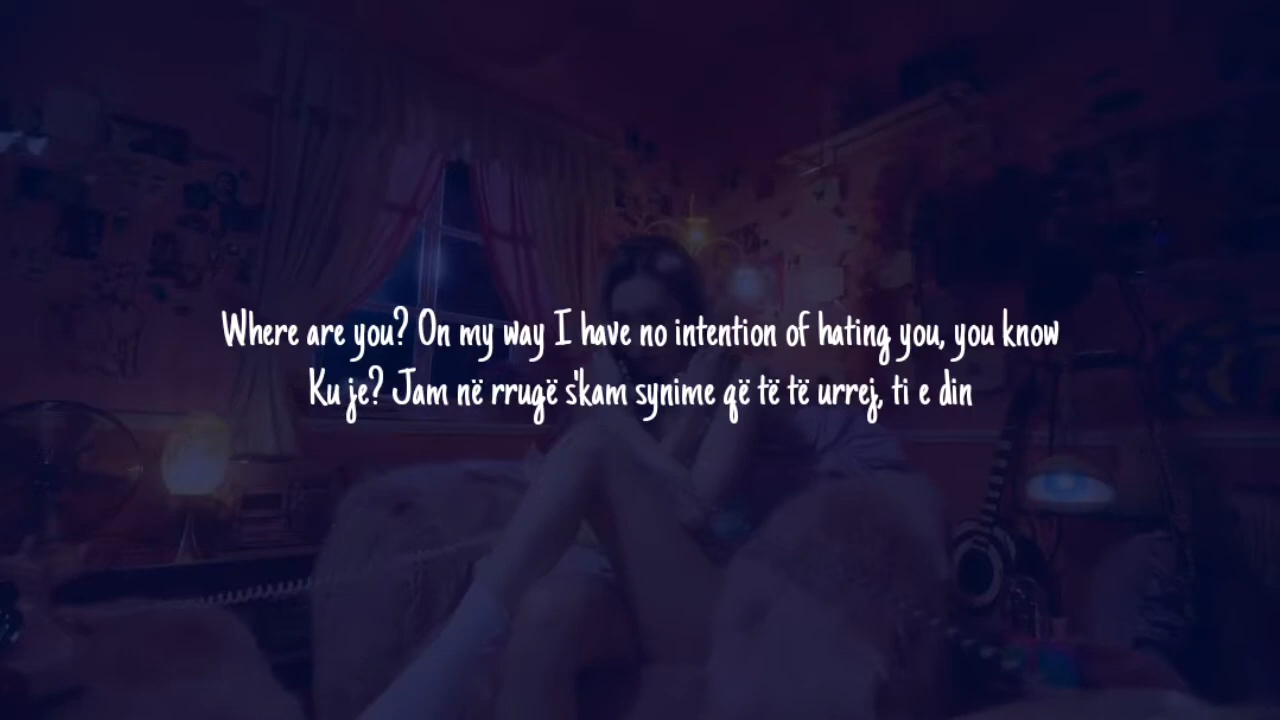 Where are you? On my way I have no intention of hating you, you know
Ku je? Jam në rrugë s'kam synime që të të urrej, ti e din